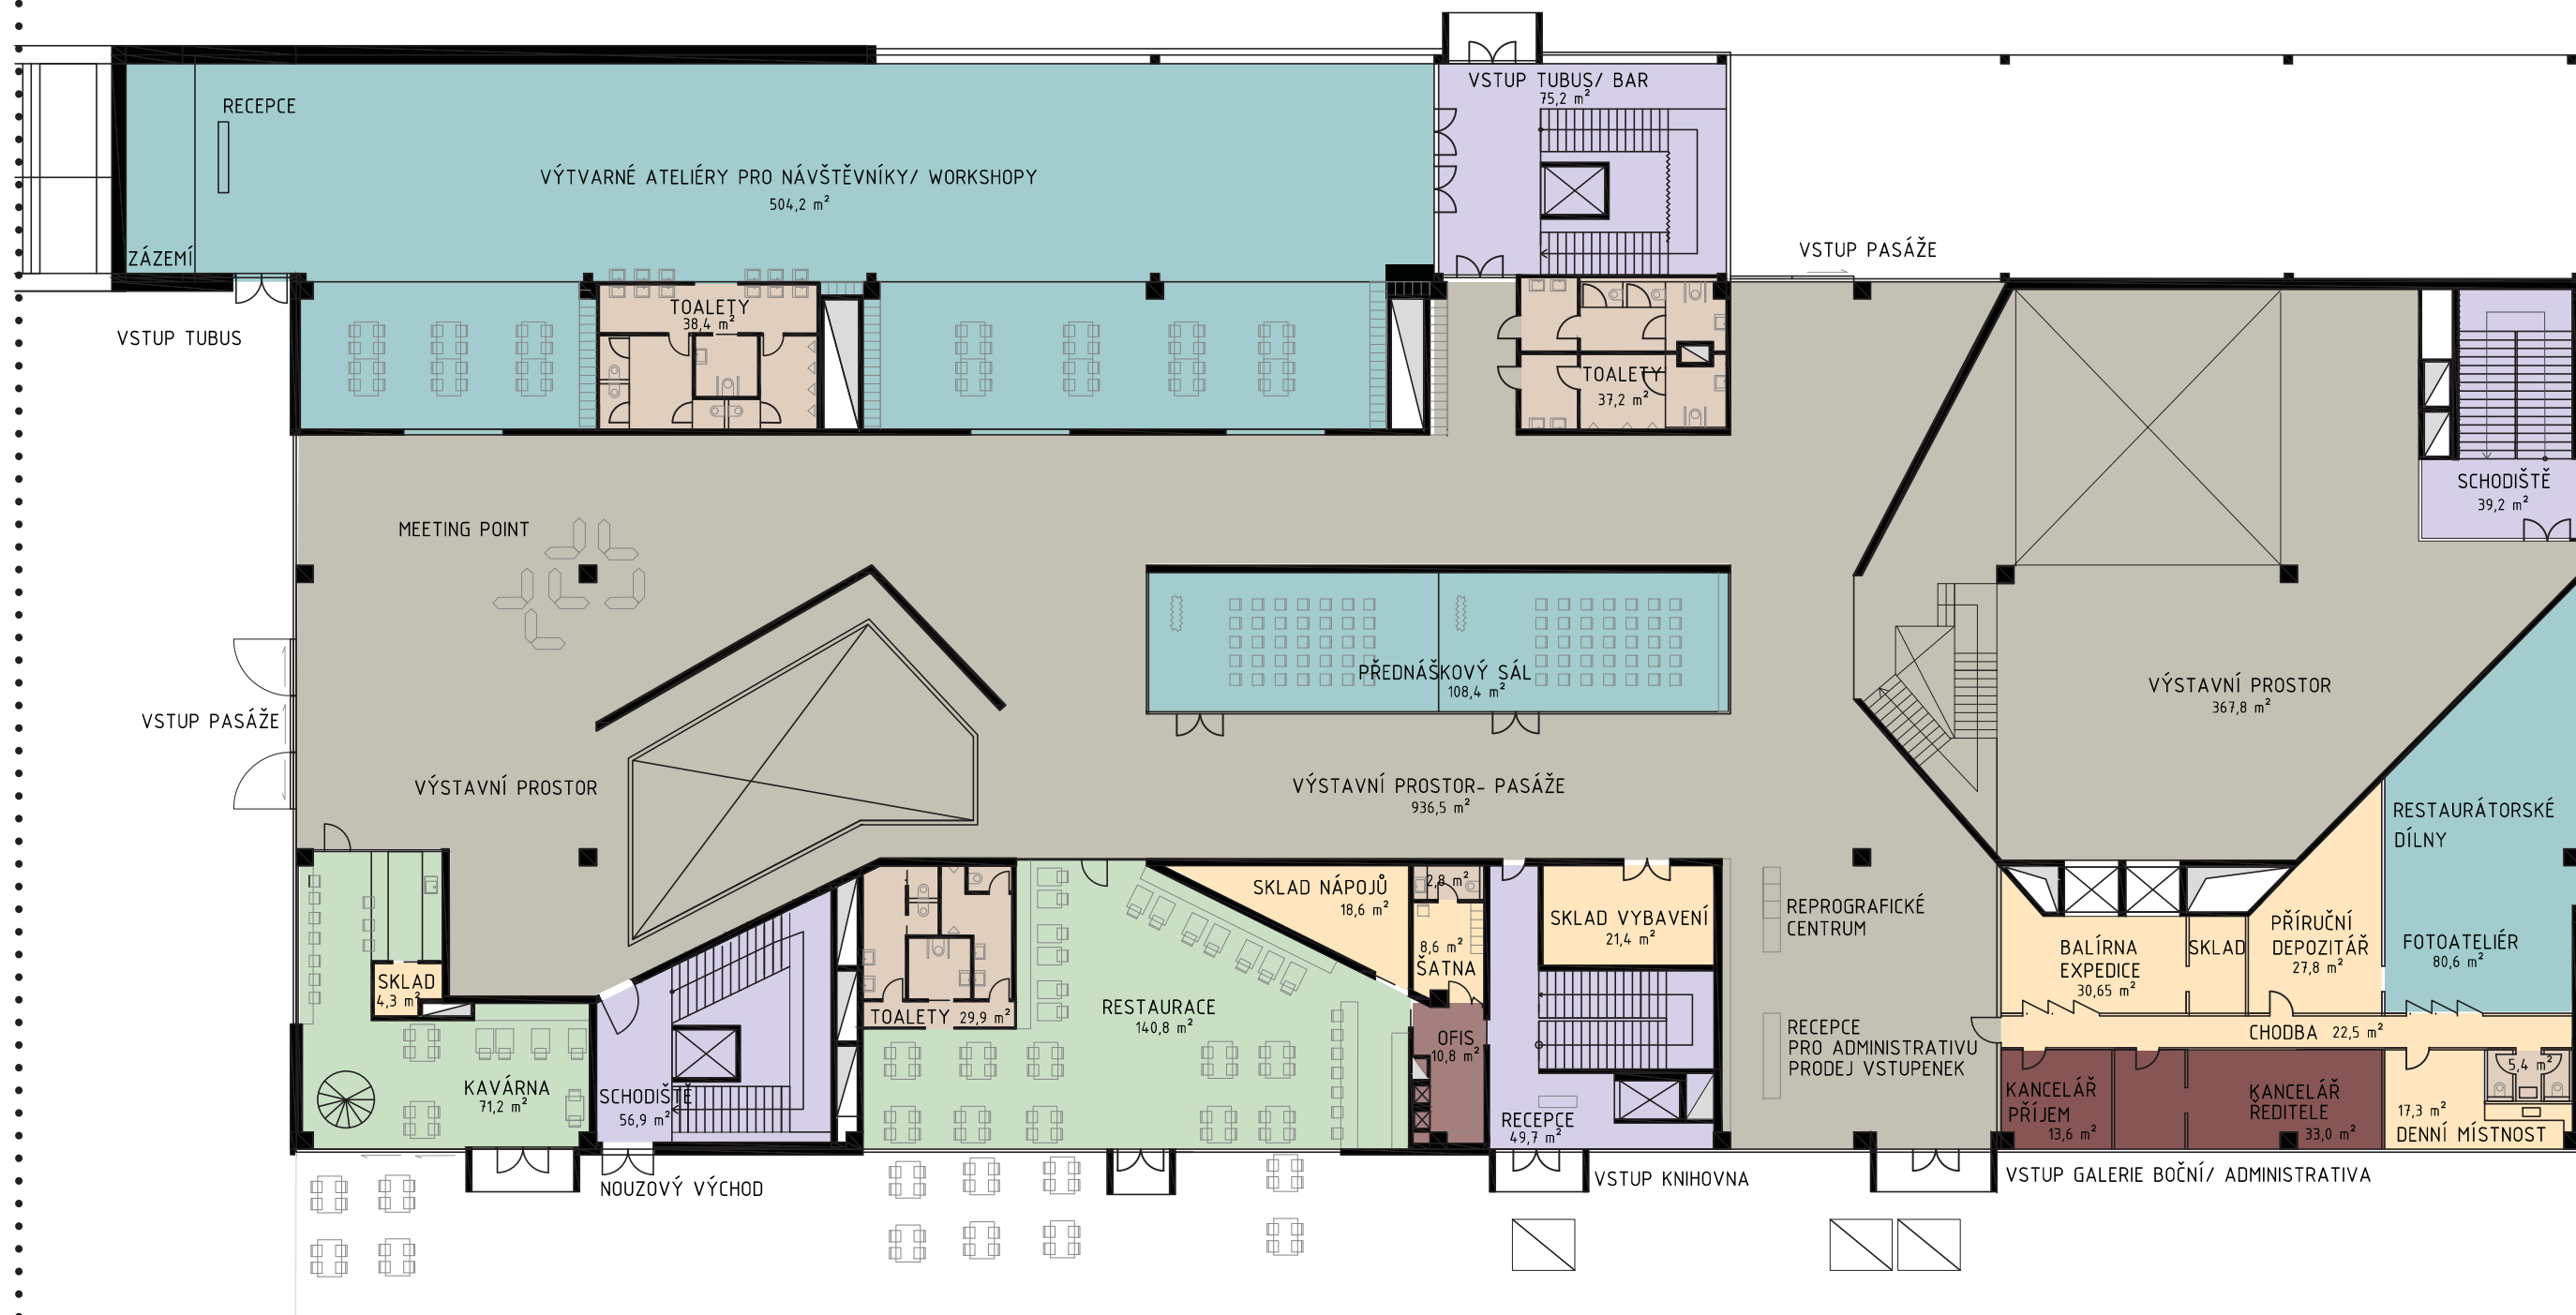 VSTUP TUBUS/ BAR
75,2 m²
RECEPCE
VÝTVARNÉ ATELIÉRY PRO NÁVŠTĚVNÍKY/ WORKSHOPY
504,2 m²
ZÁZEMÍ
VSTUP PASÁŽE
VSTUP TUBUS
TOALETY
38,4 m²
TOALETY
37,2 m²
SCHODIŠTĚ
39,2 m²
MEETING POINT
PŘEDNÁŠKOVÝ SÁL
108,4 m²
VÝSTAVNÍ PROSTOR
367,8 m²
VSTUP PASÁŽE
VÝSTAVNÍ PROSTOR
VÝSTAVNÍ PROSTOR- PASÁŽE
936,5 m²
RESTAURÁTORSKÉ
DÍLNY
SKLAD NÁPOJŮ
18,6 m²
2,8 m²
SKLAD VYBAVENÍ
21,4 m²
REPROGRAFICKÉ
CENTRUM
8,6 m²
ŠATNA
BALÍRNA
EXPEDICE
30,65 m²
SKLAD
PŘÍRUČNÍ
DEPOZITÁŘ
27,8 m²
FOTOATELIÉR
80,6 m²
SKLAD
4,3 m²
TOALETY 29,9 m²
RESTAURACE
140,8 m²
OFIS
10,8 m²
RECEPCE
PRO ADMINISTRATIVU
PRODEJ VSTUPENEK
CHODBA 22,5 m²
5,4 m²
KAVÁRNA
71,2 m²
SCHODIŠTĚ
56,9 m²
RECEPCE
49,7 m²
KANCELÁŘ
PŘÍJEM
13,6 m²
KANCELÁŘ
ŘEDITELE
33,0 m²
17,3 m²
DENNÍ MÍSTNOST
NOUZOVÝ VÝCHOD
VSTUP KNIHOVNA
VSTUP GALERIE BOČNÍ/ ADMINISTRATIVA